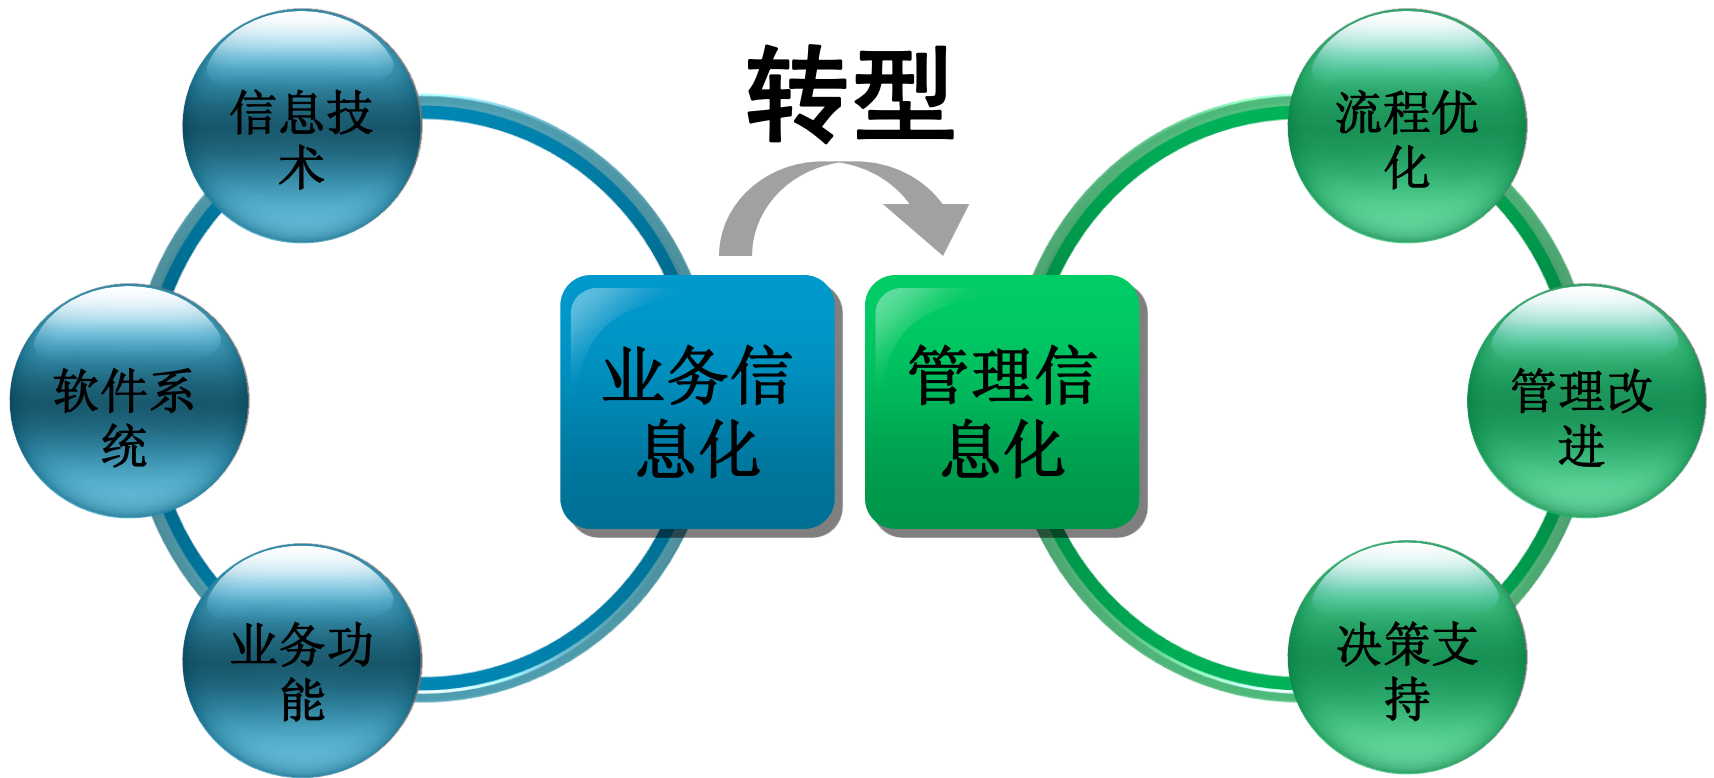 转型
信息技
术
软件系
统
业务功
能
业务信
息化
管理信
息化
流程优
化
管理改
进
决策支
持